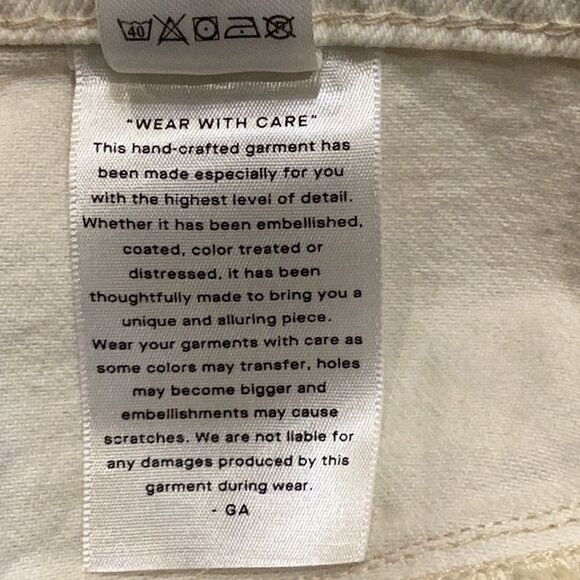 40
"WEAR WITH CARE"
This hand-crafted garment has
been made especially for you
with the highest level of detail.
Whether it has been embellished,
coated, color treated or
distressed, it has been
thoughtfully made to bring you a
unique and alluring piece.
Wear your garments with care as
some colors may transfer, holes
may become bigger and
embellishments may cause
scratches. We are not liable for
any damages produced by this
garment during wear.
- GA